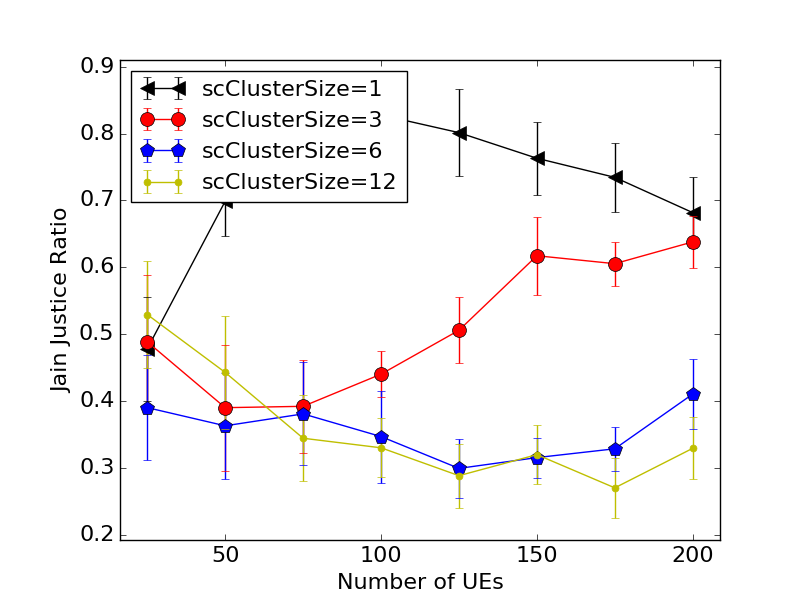 0.9
0.8
0.7
0.6
0.5
0.4
0.3
0.2
Jain Justice Ratio
scClusterSize=1
scClusterSize=3
scClusterSize=6
scClusterSize=12
50
100
150
200
Number of UEs